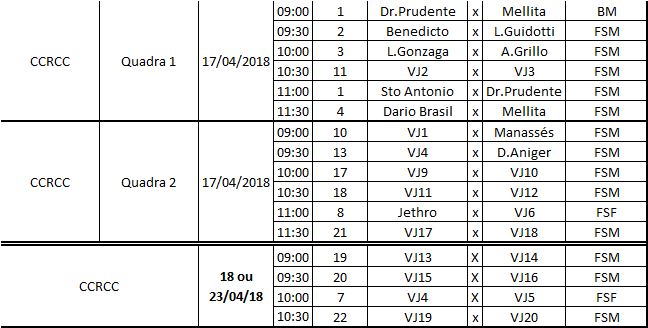 09:00 1 Dr.Prudente x Mellita BM
09:30 2 Benedicto x L.Guidotti FSM
10:00 3 L.Gonzaga x A.Grillo FSM
CCRCC Quadra 1 17/04/2018
10:30 11 VJ2 x VJ3 FSM
11:00 1 Sto Antonio x Dr.Prudente FSM
11:30 4 Dario Brasil x Mellita FSM
09:00 10 VJ1 x Manassés FSM
09:30 13 VJ4 x D.Aniger FSM
10:00 17 VJ9 x VJ10 FSM
CCRCC Quadra 2 17/04/2018
10:30 18 VJ11 x VJ12 FSM
11:00 8 Jethro x VJ6 FSF
11:30 21 VJ17 x VJ18 FSM
09:00 19 VJ13 X VJ14 FSM
CCRCC 18 ou
23/04/18
09:30 20 VJ15 X VJ16 FSM
10:00 7 VJ4 X VJ5 FSF
10:30 22 VJ19 x VJ20 FSM